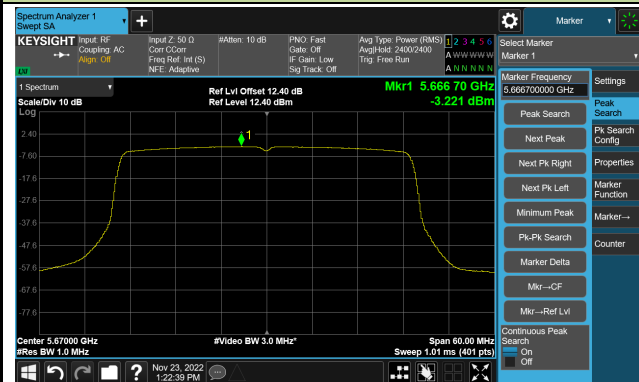 Spectrum Analyzer 1
Swept SA
Marker
KEYSIGHT
Input: RF
Coupling: AC
Align: Off
Input Z: 50 Ω
Corr CCorr
Freq Ref: Int (S)
NFE: Adaptive
#Atten: 10 dB
PNO: Fast
Gate: Off
IF Gain: Low
Sig Track: Off
Avg Type: Power (RMS)
Avg|Hold: 2400/2400
Trig: Free Run
1 2 3 4 5 6
A W W W W W
A N N N N N
Select Marker
Marker 1
1 Spectrum
Scale/Div 10 dB
Log
Ref Lvl Offset 12.40 dB
Ref Level 12.40 dBm
Mkr1 5.666 70 GHz
-3.221 dBm
1
2.40
-7.60
-17.6
-27.6
-37.6
-47.6
-57.6
-67.6
-77.6
Center 5.67000 GHz
#Res BW 1.0 MHz
#Video BW 3.0 MHz*
Span 60.00 MHz
Sweep 1.01 ms (401 pts)
Marker Frequency
5.666700000 GHz
Peak Search
Next Peak
Next Pk Right
Next Pk Left
Minimum Peak
Pk-Pk Search
Marker Delta
Mkr→CF
Mkr→Ref Lvl
Continuous Peak
Search
On
Off
Settings
Peak
Search
Pk Search
Config
Properties
Marker
Function
Marker→
Counter
Nov 23, 2022
1:22:39 PM